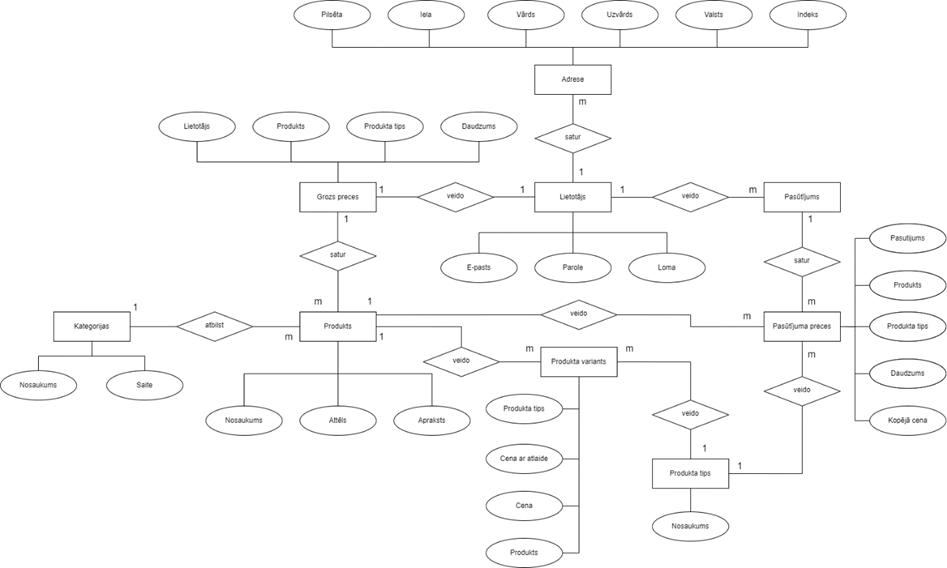 Pilsēta
Iela
Vārds
Uzvārds
Valsts
Indeks
Adrese
m
satur
1
Lietotājs
Produkts
Produkta tips
Daudzums
Grozs preces
1
veido
1
Lietotājs
1
veido
m
Pasūtījums
1
satur
m
1
E-pasts
Parole
Loma
1
satur
m
Pasutijums
Produkts
Produkta tips
Daudzums
Kopējā cena
Kategorijas
1
atbilst
m
Produkts
1
veido
m
Pasūtījuma preces
m
veido
1
Nosaukums
Saite
Nosaukums
Attēls
Apraksts
veido
m
Produkta variants
m
veido
1
Produkta tips
Cena ar atlaide
Cena
Produkts
Produkta tips
Nosaukums